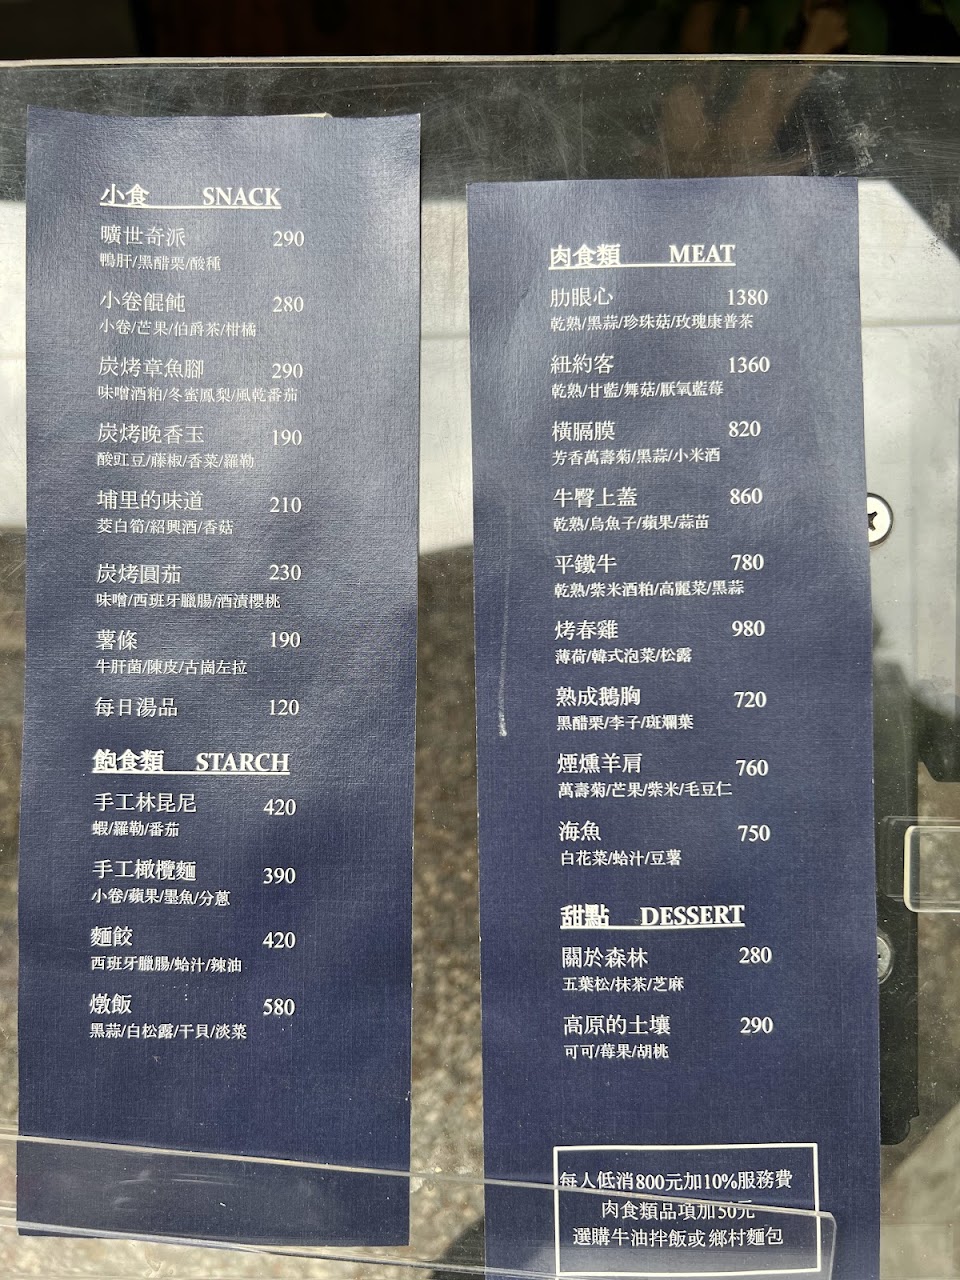 小食 SNACK
曠世奇派 290
鴨肝/黑醋栗/酸種
小卷餛飩 280
小卷/芒果/伯爵茶/柑橘
炭烤章魚腳 290
味噌酒粕/冬蜜鳳梨/風乾番茄
炭烤晚香玉 190
酸豇豆/藤椒/香菜/羅勒
埔里的味道 210
茭白筍/紹興酒/香菇
炭烤圓茄 230
味噌/西班牙臘腸/酒漬櫻桃
薯條 190
牛肝菌/陳皮/古崗左拉
每日湯品 120
飽食類 STARCH
手工林昆尼 420
蝦/羅勒/番茄
手工橄欖麵 390
小卷/蘋果/墨魚/分蔥
麵餃 420
西班牙臘腸/蛤汁/辣油
燉飯 580
黑蒜/白松露/干貝/淡菜
肉食類 MEAT
肋眼心 1380
乾熟/黑蒜/珍珠菇/玫瑰康普茶
紐約客 1360
乾熟/甘藍/舞菇/厭氧藍莓
橫膈膜 820
芳香萬壽菊/黑蒜/小米酒
牛臀上蓋 860
乾熟/烏魚子/蘋果/蒜苗
平鐵牛 780
乾熟/紫米酒粕/高麗菜/黑蒜
烤春雞 980
薄荷/韓式泡菜/松露
熟成鵝胸 720
黑醋栗/李子/斑斕葉
煙燻羊肩 760
萬壽菊/芒果/紫米/毛豆仁
海魚 750
白花菜/蛤汁/豆薯
甜點 DESSERT
關於森林 280
五葉松/抹茶/芝麻
高原的土壤 290
可可/莓果/胡桃
每人低消800元加10%服務費
肉食類品項加50元
選購牛油拌飯或鄉村麵包